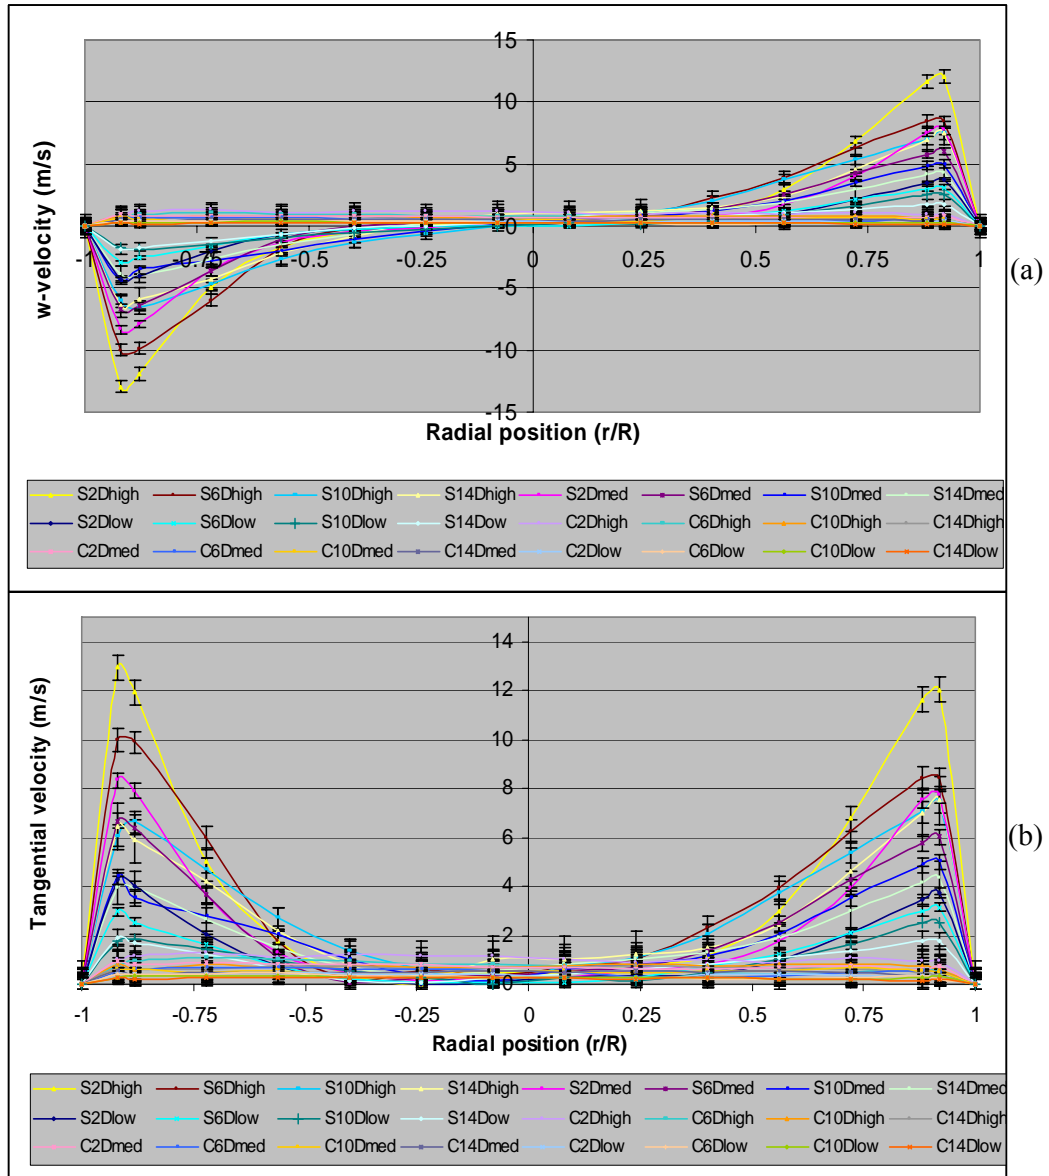 15
10
5
0
-5
-10
-15
-1 -0.75 -0.5 -0.25 0 0.25 0.5 0.75 1
w-velocity (m/s)
Radial position (r/R)
(a)
S2Dhigh S6Dhigh S10Dhigh S14Dhigh S2Dmed S6Dmed S10Dmed S14Dmed
S2Dlow S6Dlow S10Dlow S14Dow C2Dhigh C6Dhigh C10Dhigh C14Dhigh
C2Dmed C6Dmed C10Dmed C14Dmed C2Dlow C6Dlow C10Dlow C14Dlow
14
12
10
8
6
4
2
0
-1 -0.75 -0.5 -0.25 0 0.25 0.5 0.75 1
Tangential velocity (m/s)
Radial position (r/R)
(b)
S2Dhigh S6Dhigh S10Dhigh S14Dhigh S2Dmed S6Dmed S10Dmed S14Dmed
S2Dlow S6Dlow S10Dlow S14Dow C2Dhigh C6Dhigh C10Dhigh C14Dhigh
C2Dmed C6Dmed C10Dmed C14Dmed C2Dlow C6Dlow C10Dlow C14Dlow